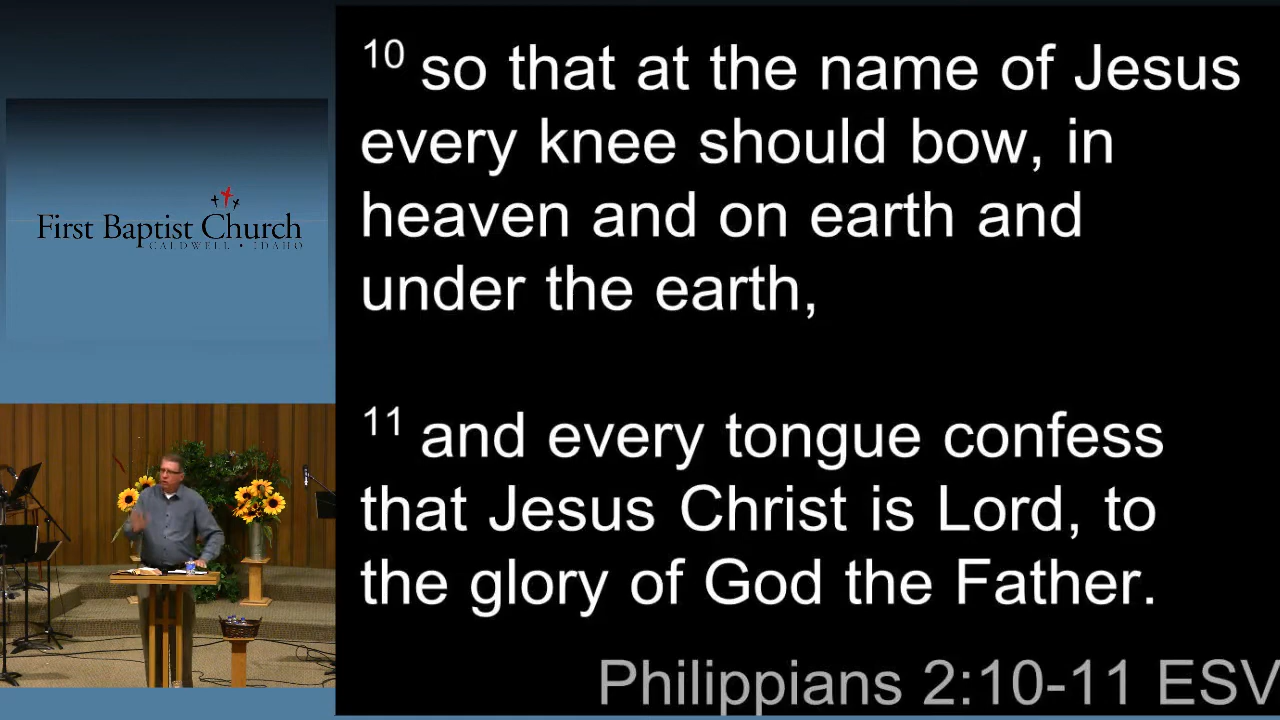 First Baptist Church
CALDWELL • IDAHO
10 so that at the name of Jesus
every knee should bow, in
heaven and on earth and
under the earth,
11 and every tongue confess
that Jesus Christ is Lord, to
the glory of God the Father.
Philippians 2:10-11 ESV